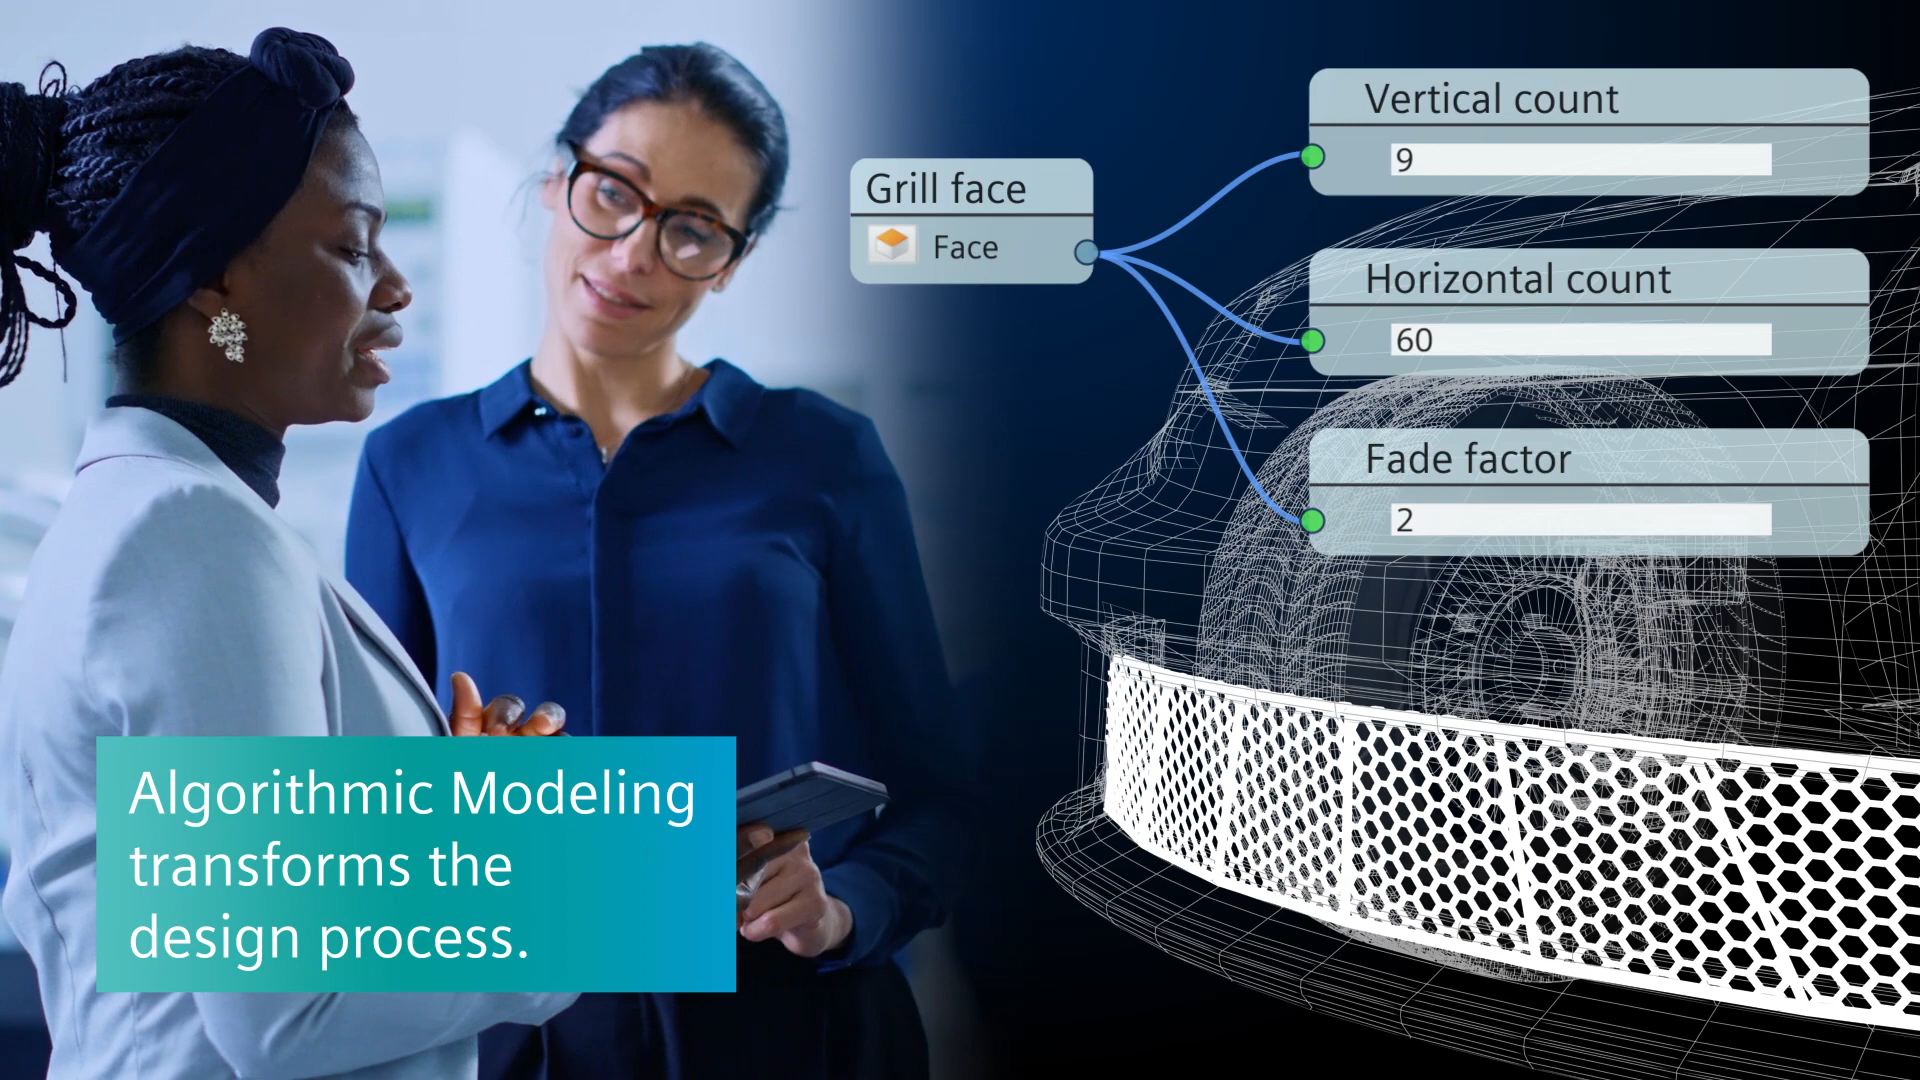 Grill face
Face
Vertical count
9
Horizontal count
60
Fade factor
2
Algorithmic Modeling
transforms the
design process.